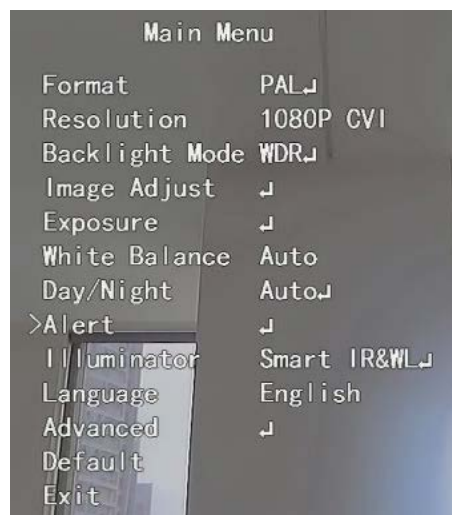 Main Menu
Format PAL↵
Resolution 1080P CVI
Backlight Mode WDR↵
Image Adjust ↵
Exposure ↵
White Balance Auto
Day/Night Auto↵
>Alert ↵
Illuminator Smart IR&WL↵
Language English
Advanced ↵
Default
Exit